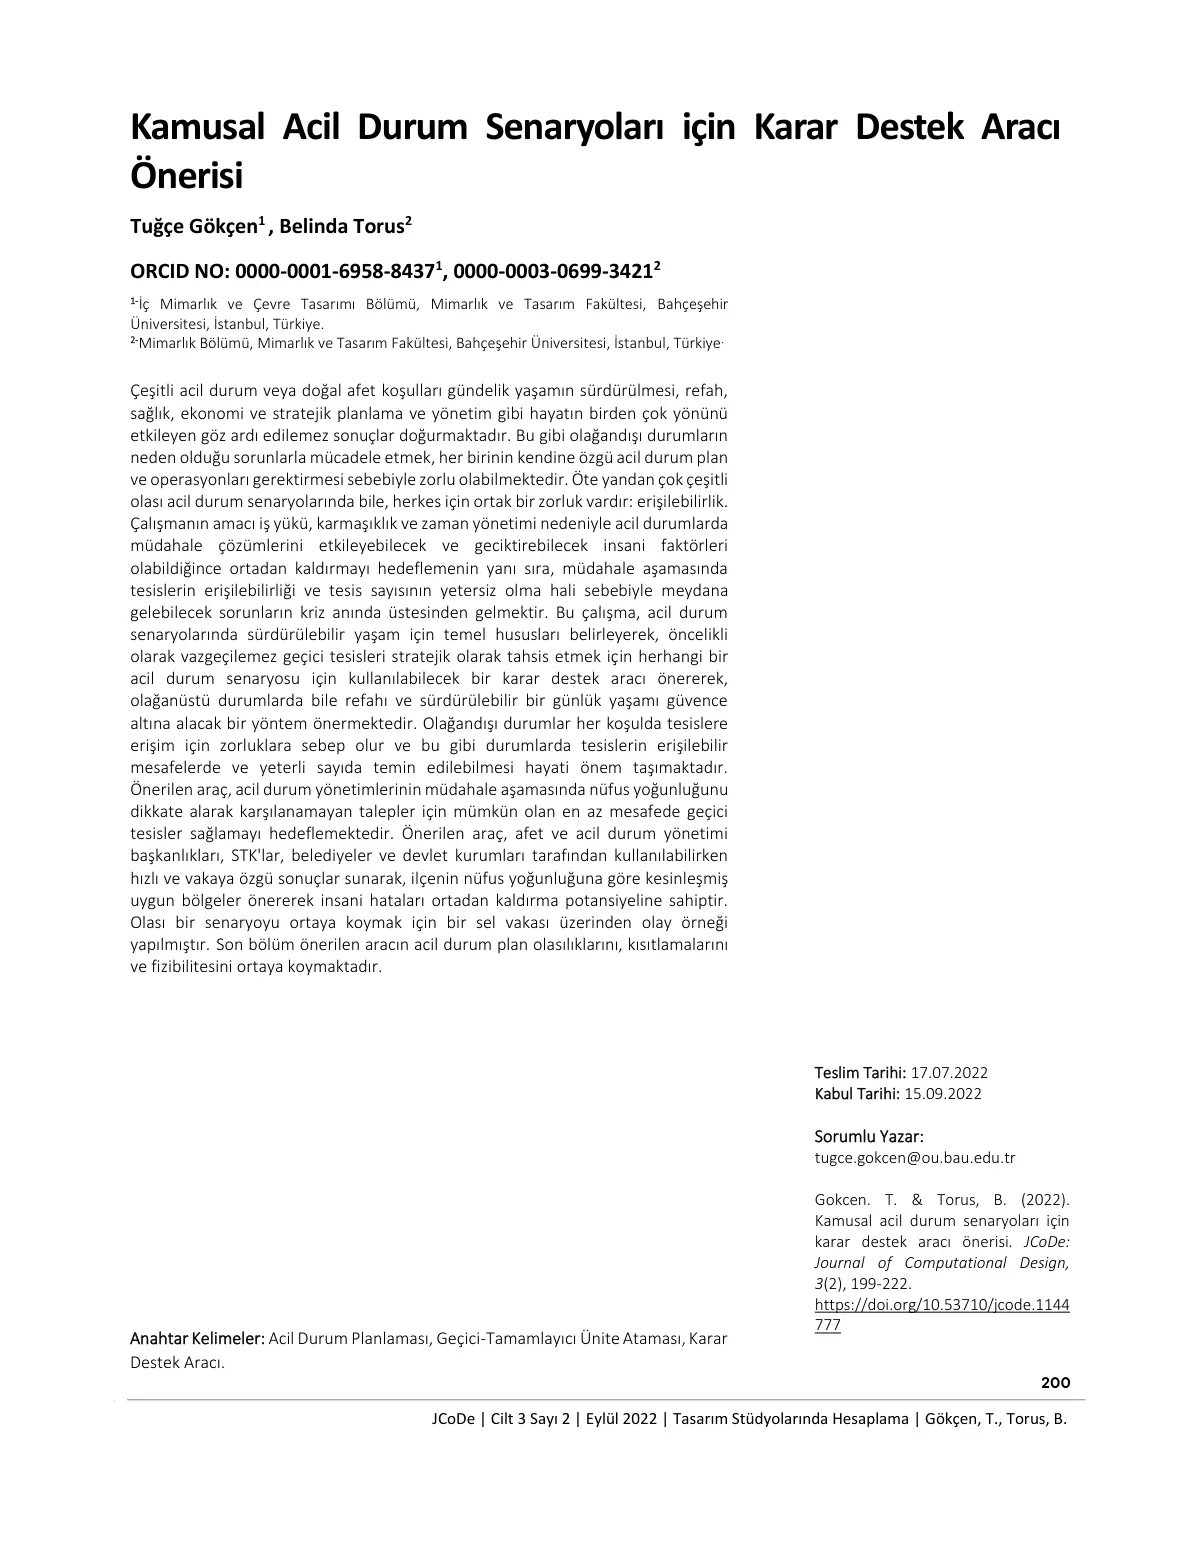 Kamusal Acil Durum Senaryoları için Karar Destek Aracı
Önerisi
Tuğçe Gökçen1 , Belinda Torus2
ORCID NO: 0000-0001-6958-84371, 0000-0003-0699-34212
1-İç Mimarlık ve Çevre Tasarımı Bölümü, Mimarlık ve Tasarım Fakültesi, Bahçeşehir
Üniversitesi, İstanbul, Türkiye.
2-Mimarlık Bölümü, Mimarlık ve Tasarım Fakültesi, Bahçeşehir Üniversitesi, İstanbul, Türkiye.
Çeşitli acil durum veya doğal afet koşulları gündelik yaşamın sürdürülmesi, refah,
sağlık, ekonomi ve stratejik planlama ve yönetim gibi hayatın birden çok yönünü
etkileyen göz ardı edilemez sonuçlar doğurmaktadır. Bu gibi olağandışı durumların
neden olduğu sorunlarla mücadele etmek, her birinin kendine özgü acil durum plan
ve operasyonları gerektirmesi sebebiyle zorlu olabilmektedir. Öte yandan çok çeşitli
olası acil durum senaryolarında bile, herkes için ortak bir zorluk vardır: erişilebilirlik.
Çalışmanın amacı iş yükü, karmaşıklık ve zaman yönetimi nedeniyle acil durumlarda
müdahale çözümlerini etkileyebilecek ve geciktirebilecek insani faktörleri
olabildiğince ortadan kaldırmayı hedeflemenin yanı sıra, müdahale aşamasında
tesislerin erişilebilirliği ve tesis sayısının yetersiz olma hali sebebiyle meydana
gelebilecek sorunların kriz anında üstesinden gelmektir. Bu çalışma, acil durum
senaryolarında sürdürülebilir yaşam için temel hususları belirleyerek, öncelikli
olarak vazgeçilemez geçici tesisleri stratejik olarak tahsis etmek için herhangi bir
acil durum senaryosu için kullanılabilecek bir karar destek aracı önererek,
olağanüstü durumlarda bile refahı ve sürdürülebilir bir günlük yaşamı güvence
altına alacak bir yöntem önermektedir. Olağandışı durumlar her koşulda tesislere
erişim için zorluklara sebep olur ve bu gibi durumlarda tesislerin erişilebilir
mesafelerde ve yeterli sayıda temin edilebilmesi hayati önem taşımaktadır.
Önerilen araç, acil durum yönetimlerinin müdahale aşamasında nüfus yoğunluğunu
dikkate alarak karşılanamayan talepler için mümkün olan en az mesafede geçici
tesisler sağlamayı hedeflemektedir. Önerilen araç, afet ve acil durum yönetimi
başkanlıkları, STK'lar, belediyeler ve devlet kurumları tarafından kullanılabilirken
hızlı ve vakaya özgü sonuçlar sunarak, ilçenin nüfus yoğunluğuna göre kesinleşmiş
uygun bölgeler önererek insani hataları ortadan kaldırma potansiyeline sahiptir.
Olası bir senaryoyu ortaya koymak için bir sel vakası üzerinden olay örneği
yapılmıştır. Son bölüm önerilen aracın acil durum plan olasılıklarını, kısıtlamalarını
ve fizibilitesini ortaya koymaktadır.
Teslim Tarihi: 17.07.2022
Kabul Tarihi: 15.09.2022
Sorumlu Yazar:
tugce.gokcen@ou.bau.edu.tr
Gokcen. T. & Torus, B. (2022).
Kamusal acil durum senaryoları için
karar destek aracı önerisi. JCoDe:
Journal of Computational Design,
3(2), 199-222.
https://doi.org/10.53710/jcode.1144
777
Anahtar Kelimeler: Acil Durum Planlaması, Geçici-Tamamlayıcı Ünite Ataması, Karar
Destek Aracı.
200
JCoDe | Cilt 3 Sayı 2 | Eylül 2022 | Tasarım Stüdyolarında Hesaplama | Gökçen, T., Torus, B.